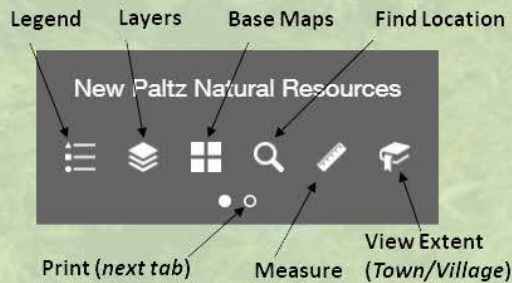 Legend Layers Base Maps Find Location
New Paltz Natural Resources
View Extent
Print (next tab) Measure (Town/Village)